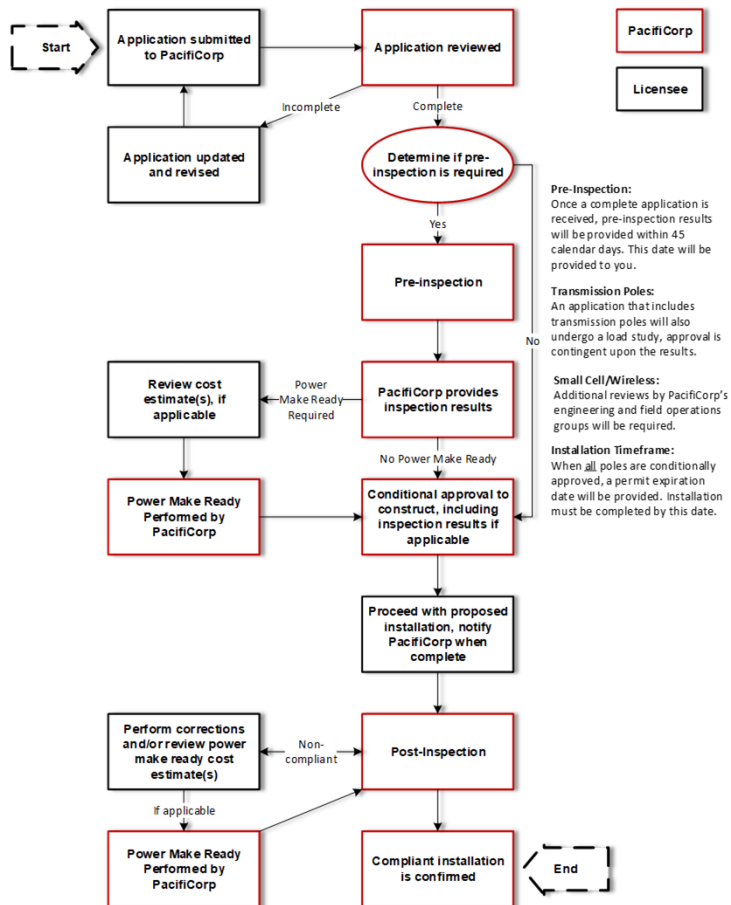 Start
Application submitted
to PacifiCorp
Application reviewed
PacifiCorp
Licensee
Incomplete
Complete
Application updated
and revised
Determine if pre-
inspection is required
Yes
No
Pre-inspection
Pre-Inspection:
Once a complete application is
received, pre-inspection results
will be provided within 45
calendar days. This date will be
provided to you.
Transmission Poles:
An application that includes
transmission poles will also
undergo a load study, approval is
contingent upon the results.
Small Cell/Wireless:
Additional reviews by PacifiCorp's
engineering and field operations
groups will be required.
Installation Timeframe:
When all poles are conditionally
approved, a permit expiration
date will be provided. Installation
must be completed by this date.
Review cost
estimate(s), if
applicable
Power
Make Ready
Required
PacifiCorp provides
inspection results
No Power Make Ready
Power Make Ready
Performed by
PacifiCorp
Conditional approval to
construct, including
inspection results if
applicable
Proceed with proposed
installation, notify
PacifiCorp when
complete
Perform corrections
and/or review power
make ready cost
estimate(s)
Non-
compliant
Post-Inspection
If applicable
Power Make Ready
Performed by
PacifiCorp
Compliant installation
is confirmed
End